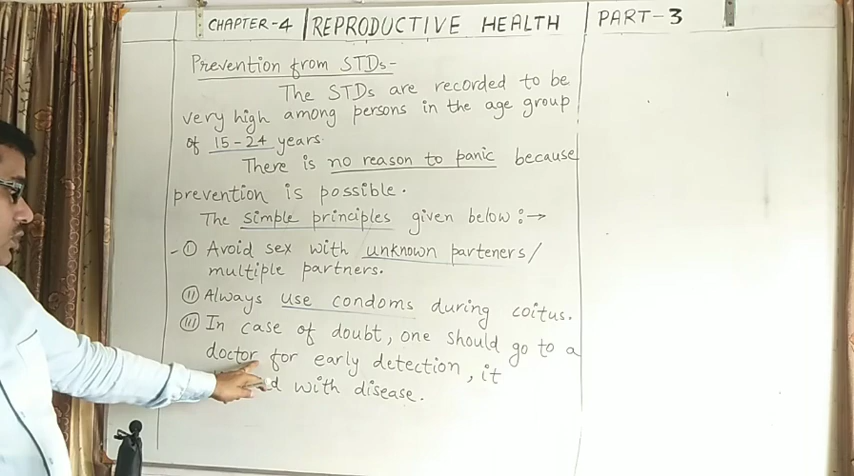 CHAPTER-4 | REPRODUCTIVE HEALTH | PART-3
Prevention from STDs-
The STDs are recorded to be
very high among persons in the age group
of 15-24 years.
There is no reason to panic because
prevention is possible.
The simple principles given below :→
- (I) Avoid sex with unknown parteners/
multiple partners.
(II) Always use condoms during coitus.
(III) In case of doubt, one should go to a
doctor for early detection, it
with disease.